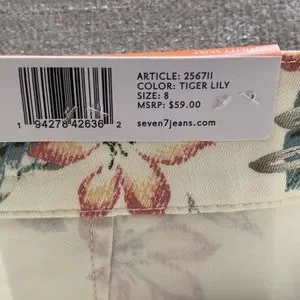 ARTICLE: 256711
COLOR: TIGER LILY
SIZE: 8
MSRP: $59.00
seven7jeans.com
1 94278 42636 2